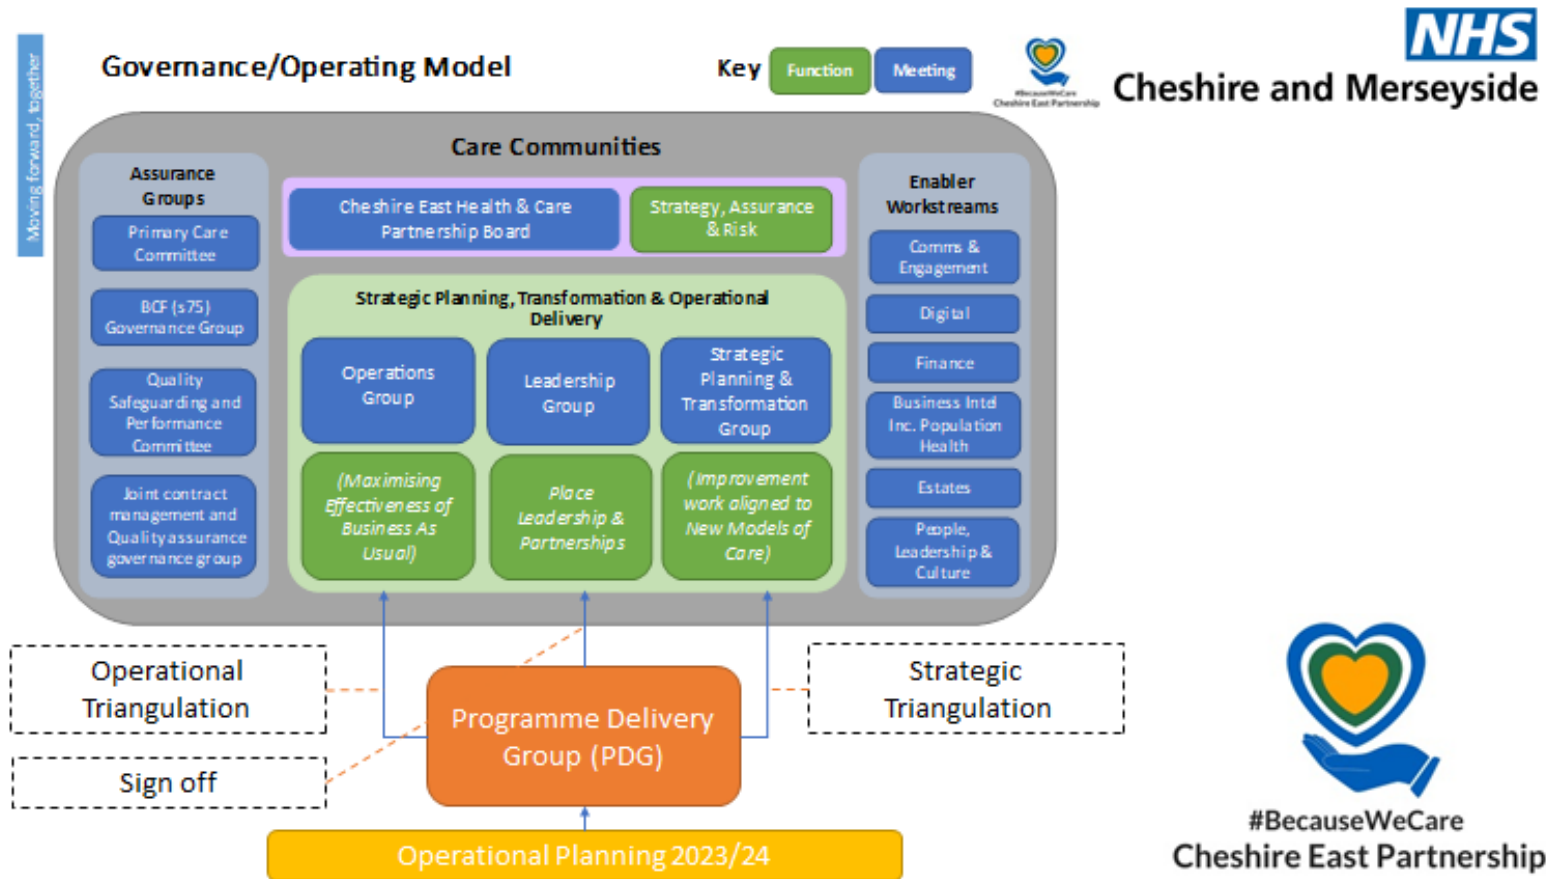 Moving forward, together
Governance/Operating Model
Key
Function
Meeting
#BecauseWeCare
Cheshire East Partnership
NHS
Cheshire and Merseyside
Care Communities
Assurance
Groups
Primary Care
Committee
BCF (s75)
Governance Group
Quality
Safeguarding and
Performance
Committee
Joint contract
management and
Quality assurance
governance group
Cheshire East Health & Care
Partnership Board
Strategy, Assurance
& Risk
Strategic Planning, Transformation & Operational
Delivery
Operations
Group
Leadership
Group
Strategic
Planning &
Transformation
Group
(Maximising
Effectiveness of
Business As
Usual)
Place
Leadership &
Partnerships
(Improvement
work aligned to
New Models of
Care)
Enabler
Workstreams
Comms &
Engagement
Digital
Finance
Business Intel
Inc. Population
Health
Estates
People,
Leadership &
Culture
Operational
Triangulation
Sign off
Programme Delivery
Group (PDG)
Strategic
Triangulation
Operational Planning 2023/24
#BecauseWeCare
Cheshire East Partnership